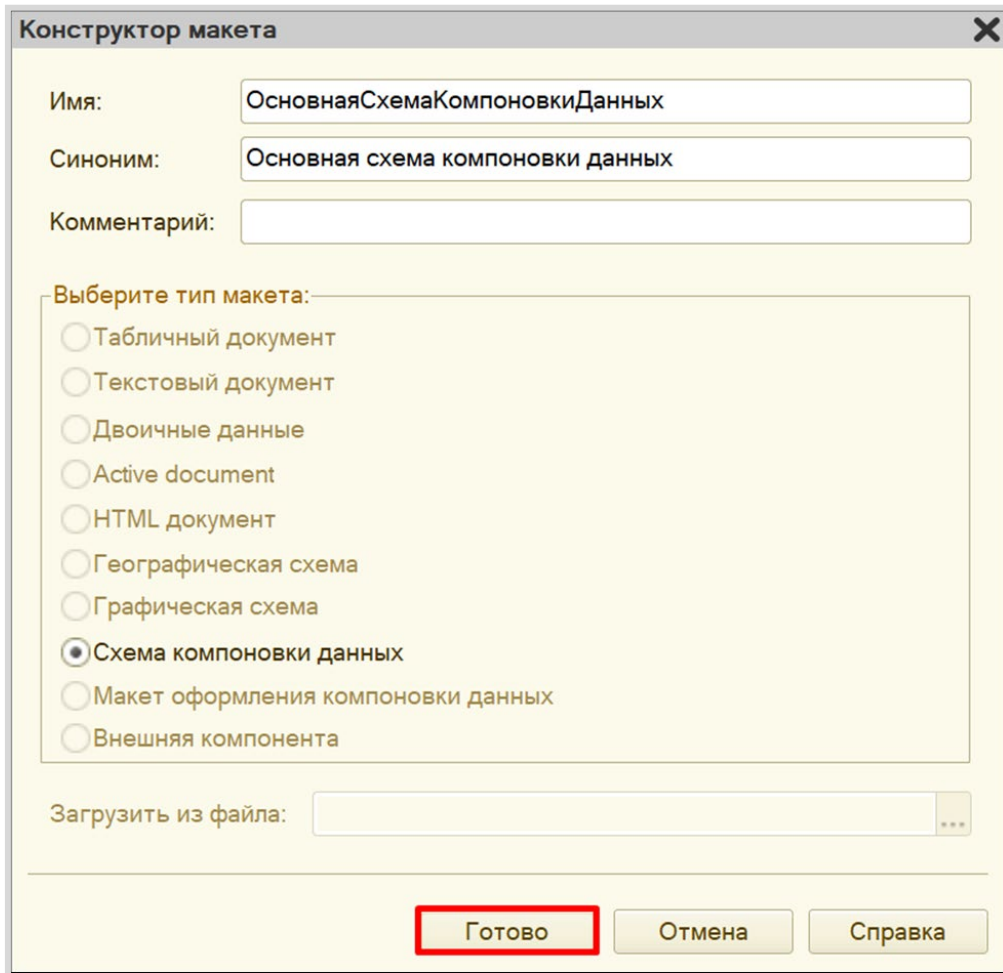 Конструктор макета
Имя: ОсновнаяСхемаКомпоновкиДанных
Синоним: Основная схема компоновки данных
Комментарий:
Выберите тип макета:
Табличный документ
Текстовый документ
Двоичные данные
Active document
HTML документ
Географическая схема
Графическая схема
Схема компоновки данных
Макет оформления компоновки данных
Внешняя компонента
Загрузить из файла: ...
Готово Отмена Справка